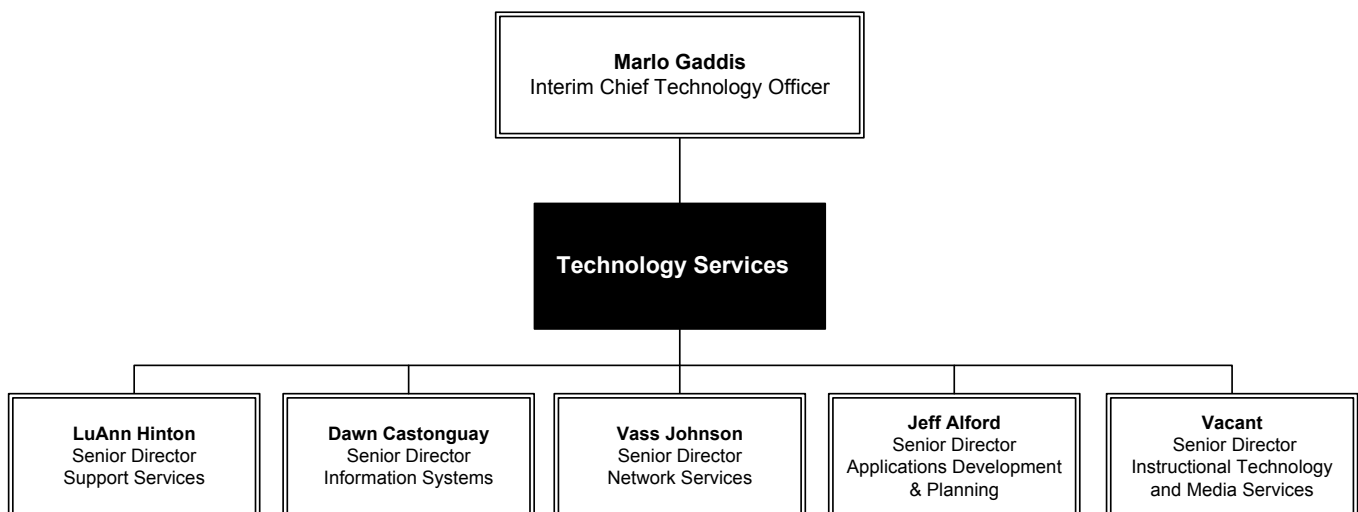 Marlo Gaddis
Interim Chief Technology Officer
Technology Services
LuAnn Hinton
Senior Director
Support Services
Dawn Castonguay
Senior Director
Information Systems
Vass Johnson
Senior Director
Network Services
Jeff Alford
Senior Director
Applications Development
& Planning
Vacant
Senior Director
Instructional Technology
and Media Services